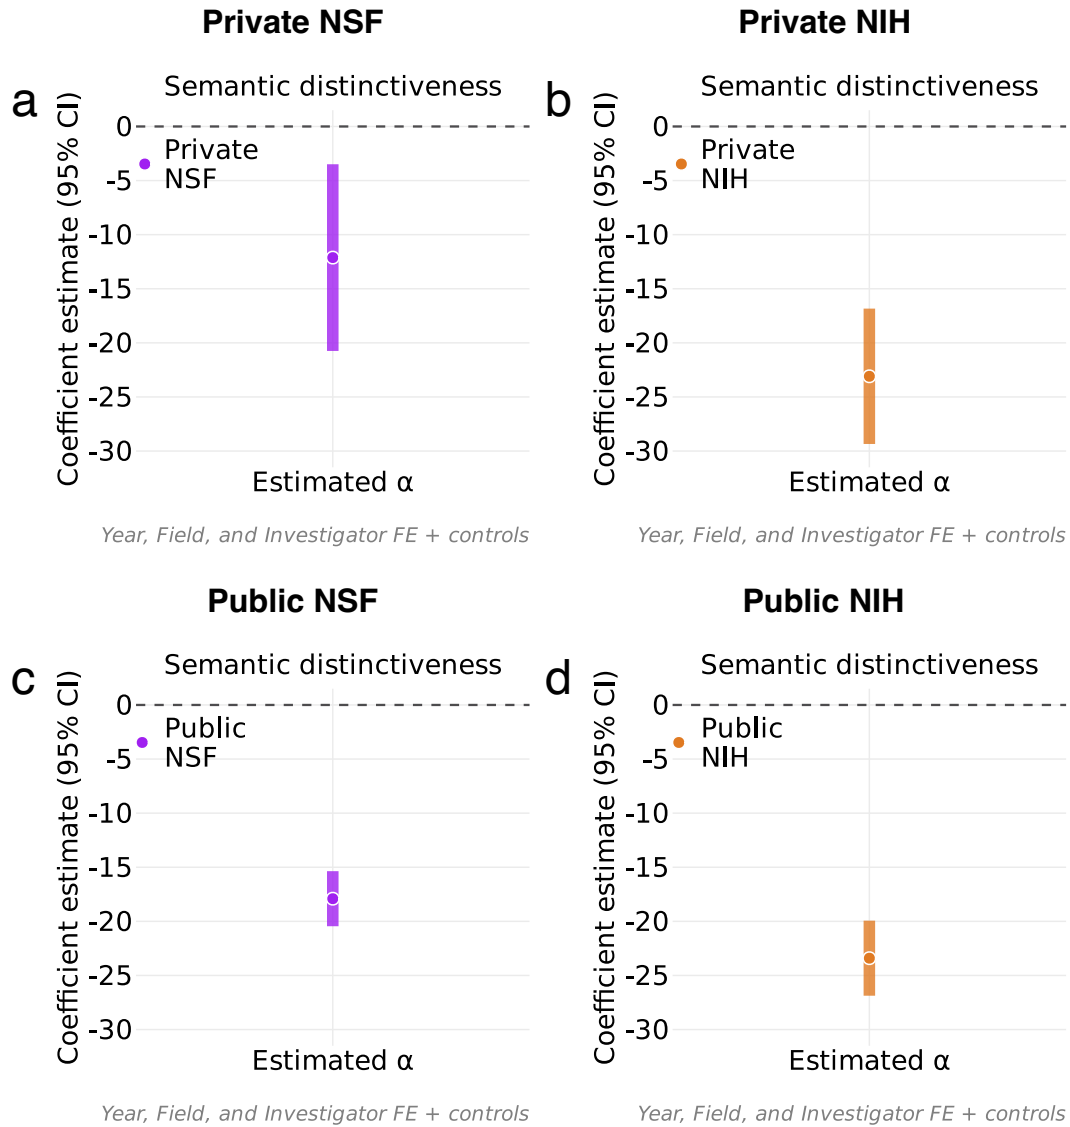 Private NSF
a
Semantic distinctiveness
Coefficient estimate (95% CI)
0
-5
-10
-15
-20
-25
-30
Private
NSF
Estimated α
Year, Field, and Investigator FE + controls
Private NIH
b
Semantic distinctiveness
Coefficient estimate (95% CI)
0
-5
-10
-15
-20
-25
-30
Private
NIH
Estimated α
Year, Field, and Investigator FE + controls
Public NSF
c
Semantic distinctiveness
Coefficient estimate (95% CI)
0
-5
-10
-15
-20
-25
-30
Public
NSF
Estimated α
Year, Field, and Investigator FE + controls
Public NIH
d
Semantic distinctiveness
Coefficient estimate (95% CI)
0
-5
-10
-15
-20
-25
-30
Public
NIH
Estimated α
Year, Field, and Investigator FE + controls